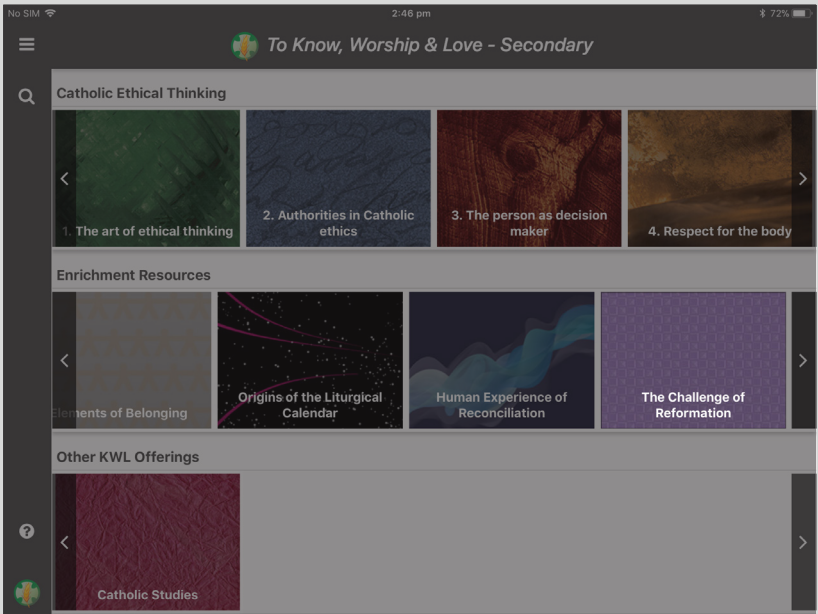 No SIM
2:46 pm
72%
To Know, Worship & Love - Secondary
Catholic Ethical Thinking
1. The art of ethical thinking
2. Authorities in Catholic
ethics
3. The person as decision
maker
4. Respect for the body
Enrichment Resources
Elements of Belonging
Origins of the Liturgical
Calendar
Human Experience of
Reconciliation
The Challenge of
Reformation
Other KWL Offerings
Catholic Studies